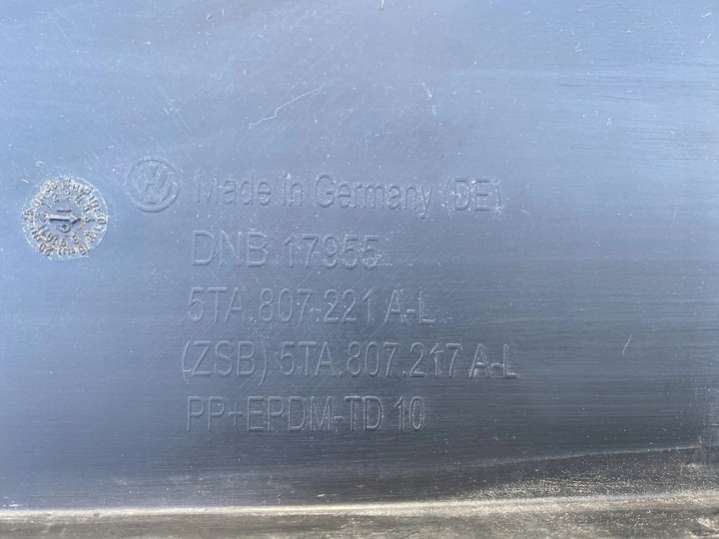 Made In Germany (DE)
DNB 17955
5TA.807.221 A-L
(ZSB) 5TA.807.217 A-L
PP+EPDM-TD 10